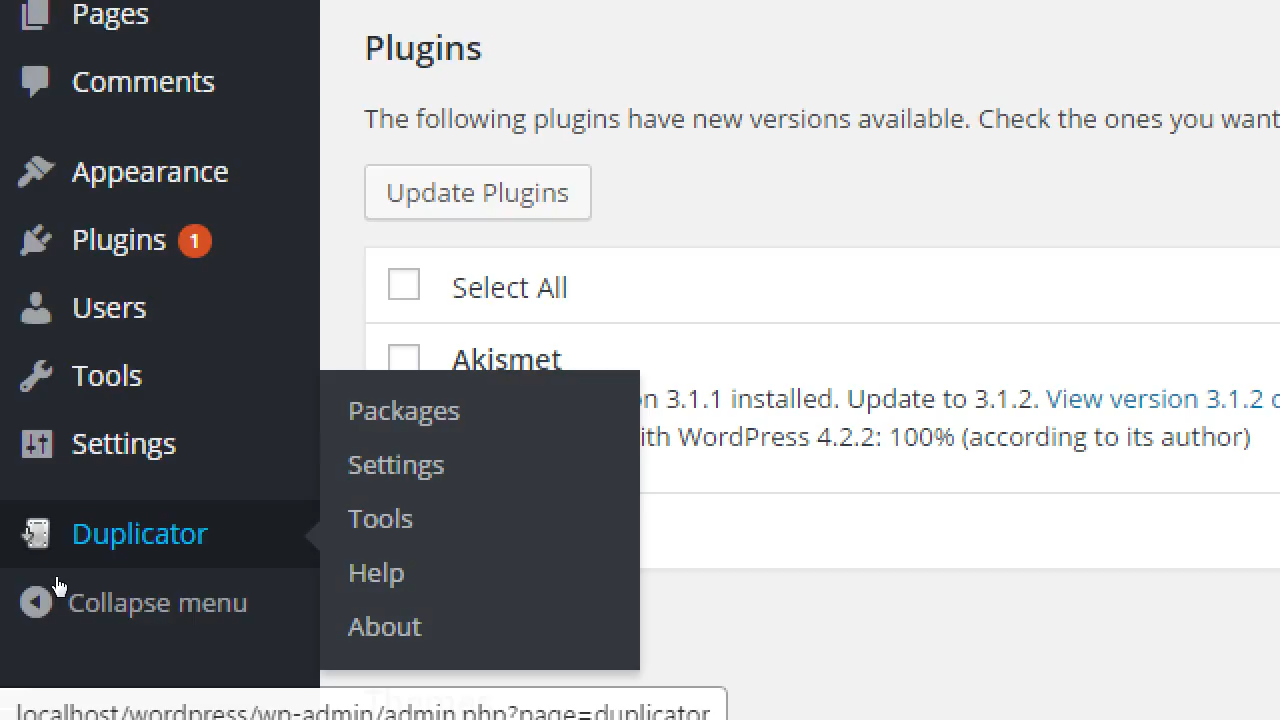 Pages
Comments
Appearance
Plugins 1
Users
Tools
Settings
Duplicator
Collapse menu
Packages
Settings
Tools
Help
About
Plugins
The following plugins have new versions available. Check the ones you want
Update Plugins
Select All
Akismet
on 3.1.1 installed. Update to 3.1.2. View version 3.1.2
ith WordPress 4.2.2: 100% (according to its author)
Themes
localhost/wordpress/wp-admin/admin.php?page=duplicator